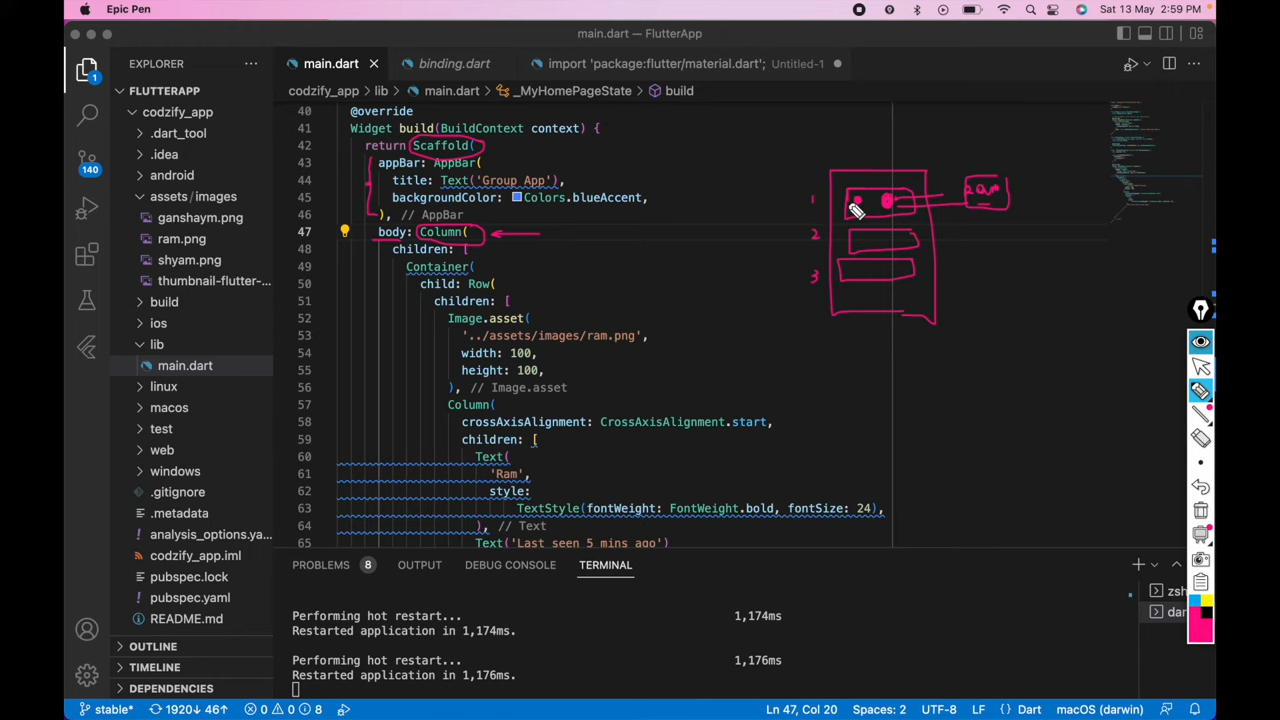 Epic Pen
Sat 13 May 2:59 PM
main.dart — FlutterApp
EXPLORER
main.dart
binding.dart
import 'package:flutter/material.dart'; Untitled-1
codzify_app > lib > main.dart > _MyHomePageState > build
1
140
FLUTTERAPP
codzify_app
.dart_tool
.idea
android
assets/images
ganshaym.png
ram.png
shyam.png
thumbnail-flutter-...
build
ios
lib
main.dart
linux
macos
test
web
windows
.gitignore
.metadata
analysis_options.ya...
codzify_app.iml
pubspec.lock
pubspec.yaml
README.md
OUTLINE
TIMELINE
DEPENDENCIES
40 @override
41 Widget build(BuildContext context) {
42 return Scaffold(
43 appBar: AppBar(
44 title: Text('Group App'),
45 backgroundColor: Colors.blueAccent,
46 ), // AppBar
47 body: Column(
48 children: [
49 Container(
50 child: Row(
51 children: [
52 Image.asset(
53 '../assets/images/ram.png',
54 width: 100,
55 height: 100,
56 ), // Image.asset
57 Column(
58 crossAxisAlignment: CrossAxisAlignment.start,
59 children: [
60 Text(
61 'Ram',
62 style:
63 TextStyle(fontWeight: FontWeight.bold, fontSize: 24),
64 ), // Text
65 Text('Last seen 5 mins ago')
1
2
3
PROBLEMS 8 OUTPUT DEBUG CONSOLE TERMINAL
Performing hot restart... 1,174ms
Restarted application in 1,174ms.
Performing hot restart... 1,176ms
Restarted application in 1,176ms.
zsh
dar
stable* 1920↓ 46↑ 0 0 8
Ln 47, Col 20 Spaces: 2 UTF-8 LF {} Dart macOS (darwin)